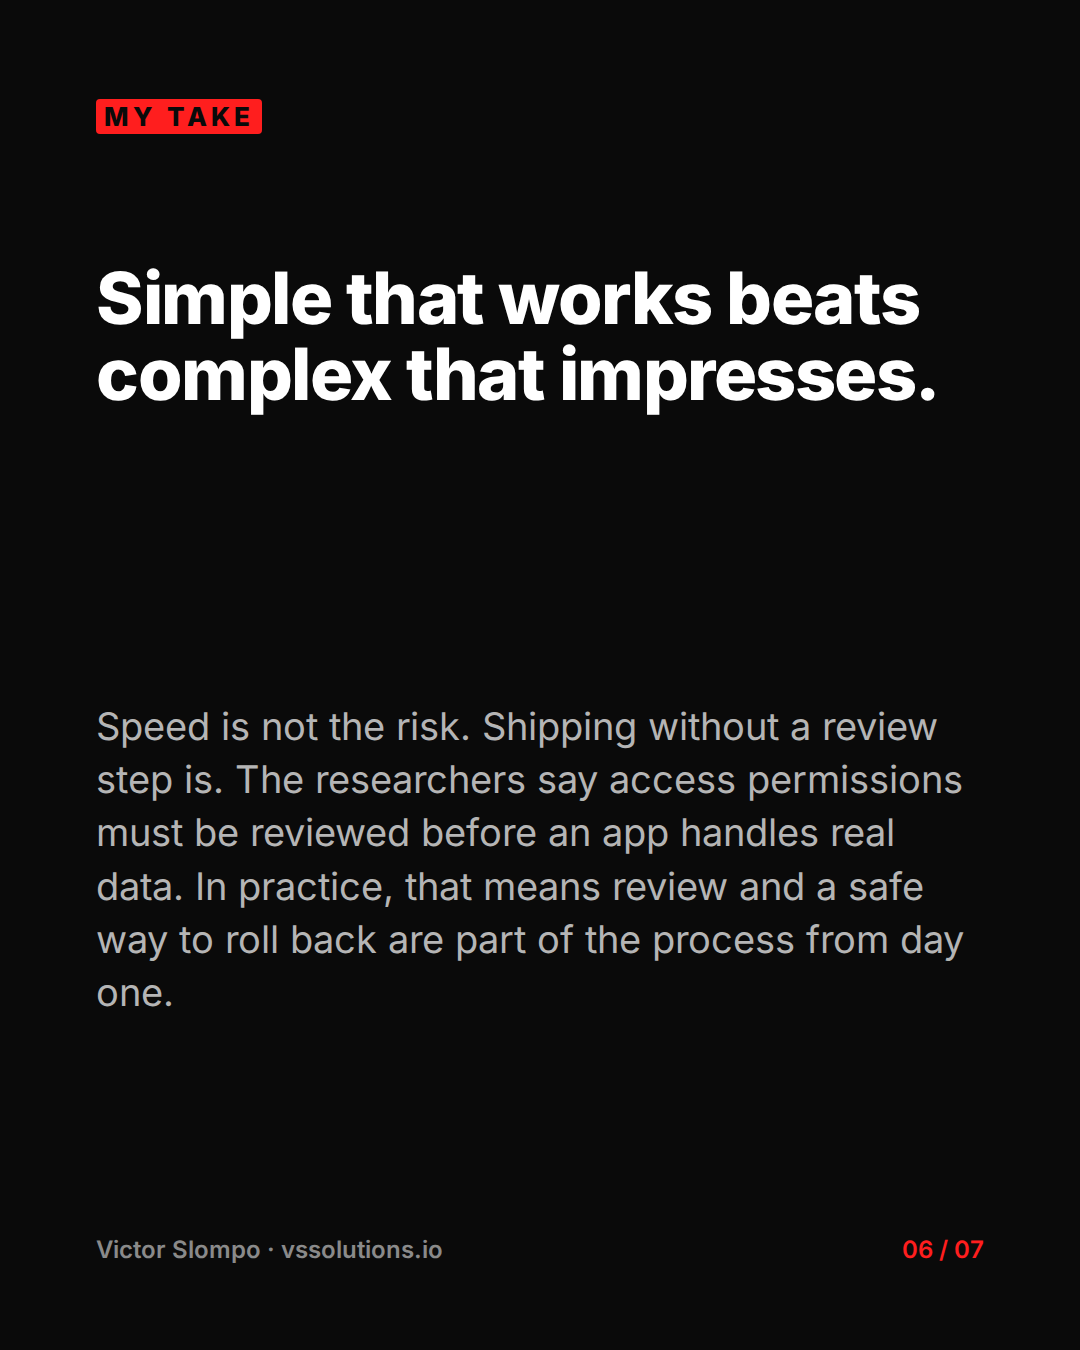 MY TAKE
Simple that works beats
complex that impresses.
Speed is not the risk. Shipping without a review
step is. The researchers say access permissions
must be reviewed before an app handles real
data. In practice, that means review and a safe
way to roll back are part of the process from day
one.
Victor Slompo · vssolutions.io
06 / 07